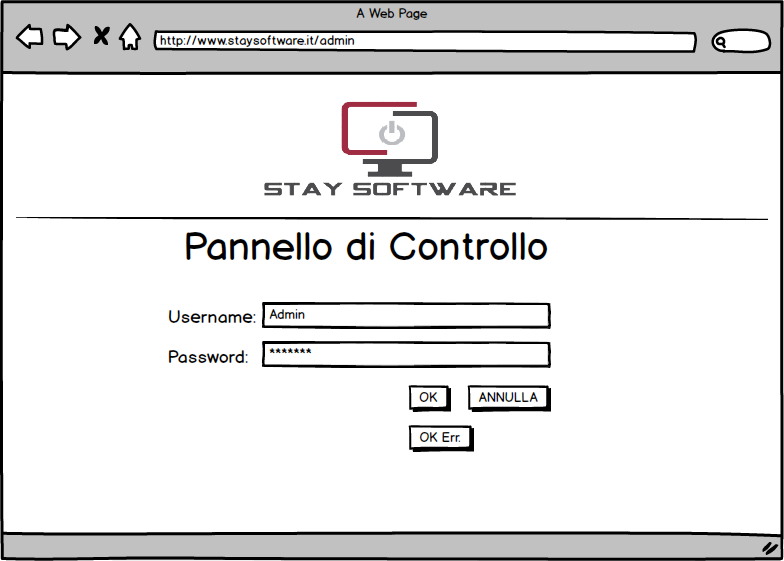 A Web Page
http://www.staysoftware.it/admin
STAY SOFTWARE
Pannello di Controllo
Username: Admin
Password: *******
OK ANNULLA
OK Err.